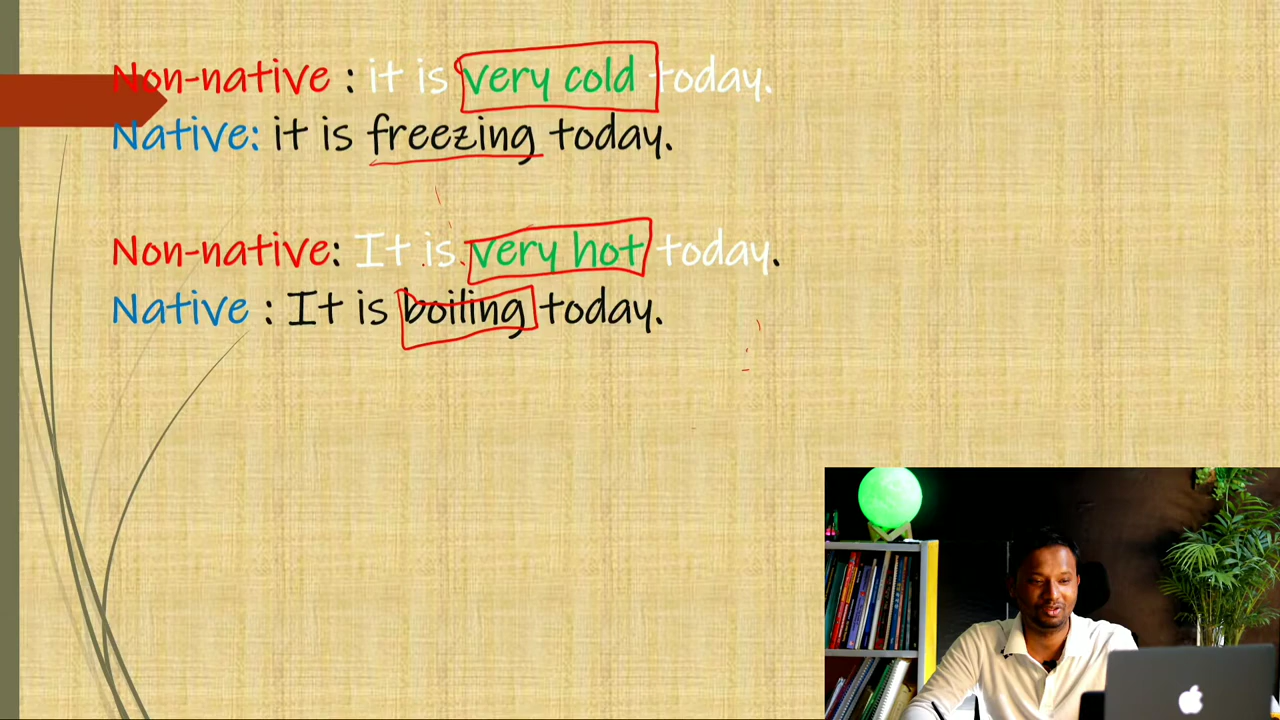 Non-native : it is very cold today.
Native: it is freezing today.
Non-native: It is very hot today.
Native : It is boiling today.